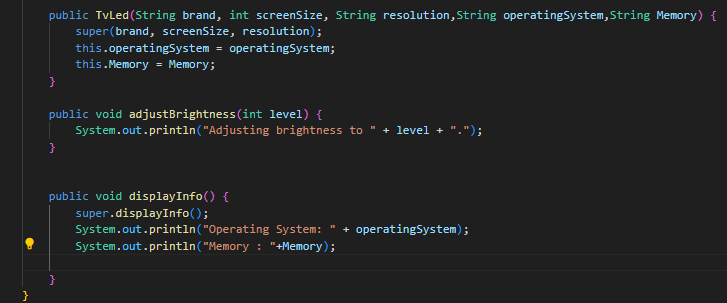 public TvLed(String brand, int screenSize, String resolution,String operatingSystem,String Memory) {
super(brand, screenSize, resolution);
this.operatingSystem = operatingSystem;
this.Memory = Memory;
}
public void adjustBrightness(int level) {
System.out.println("Adjusting brightness to " + level + ".");
}
public void displayInfo() {
super.displayInfo();
System.out.println("Operating System: " + operatingSystem);
System.out.println("Memory : "+Memory);
}
}